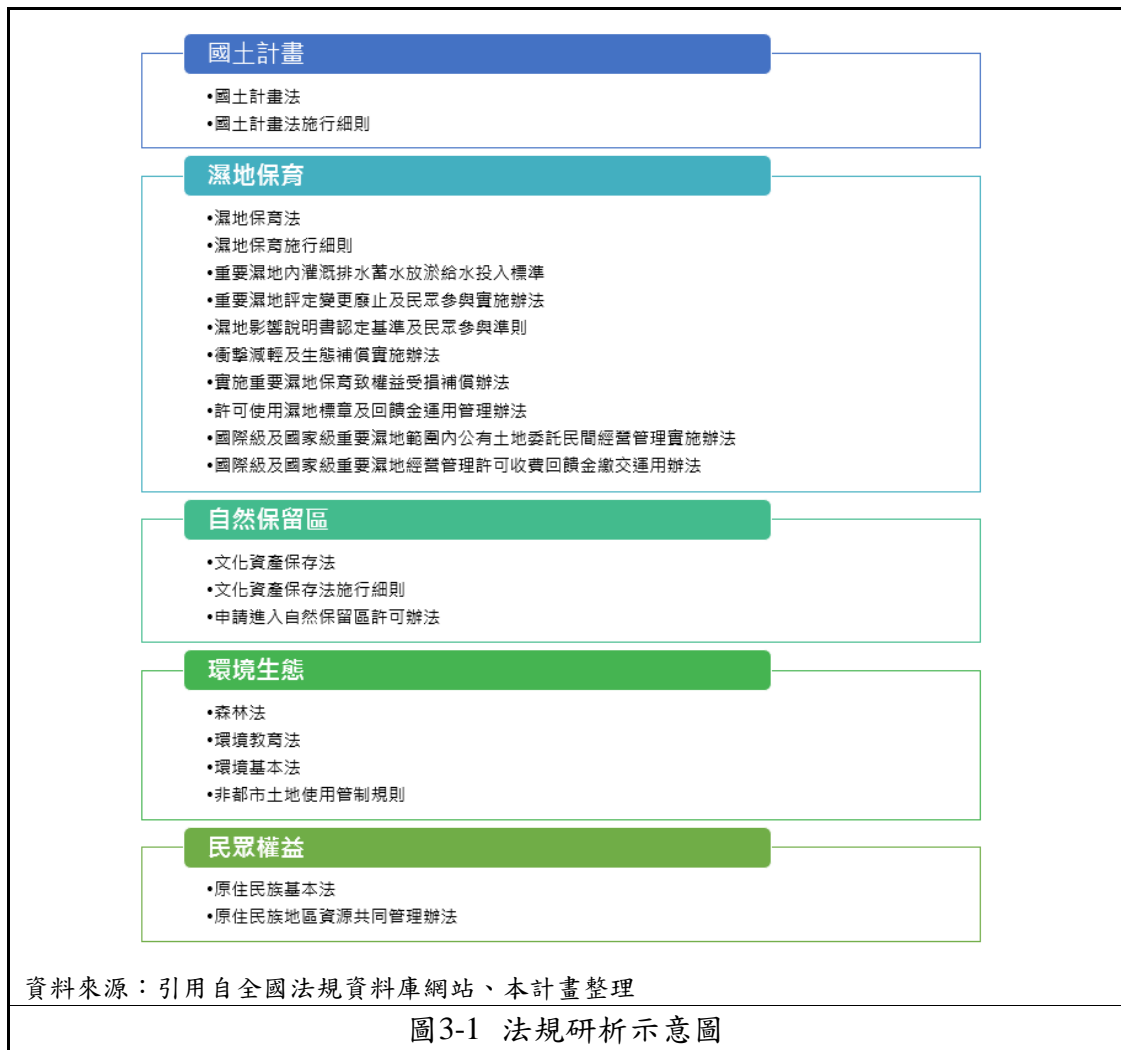 國土計畫
•國土計畫法
•國土計畫法施行細則
濕地保育
•濕地保育法
•濕地保育施行細則
•重要濕地內灌溉排水蓄水放淤給水投入標準
•重要濕地評定變更廢止及民眾參與實施辦法
•濕地影響說明書認定基準及民眾參與準則
•衝擊減輕及生態補償實施辦法
•實施重要濕地保育致權益受損補償辦法
•許可使用濕地標章及回饋金運用管理辦法
•國際級及國家級重要濕地範圍內公有土地委託民間經營管理實施辦法
•國際級及國家級重要濕地經營管理許可收費回饋金繳交運用辦法
自然保留區
•文化資產保存法
•文化資產保存法施行細則
•申請進入自然保留區許可辦法
環境生態
•森林法
•環境教育法
•環境基本法
•非都市土地使用管制規則
民眾權益
•原住民族基本法
•原住民族地區資源共同管理辦法
資料來源：引用自全國法規資料庫網站、本計畫整理
圖3-1 法規研析示意圖